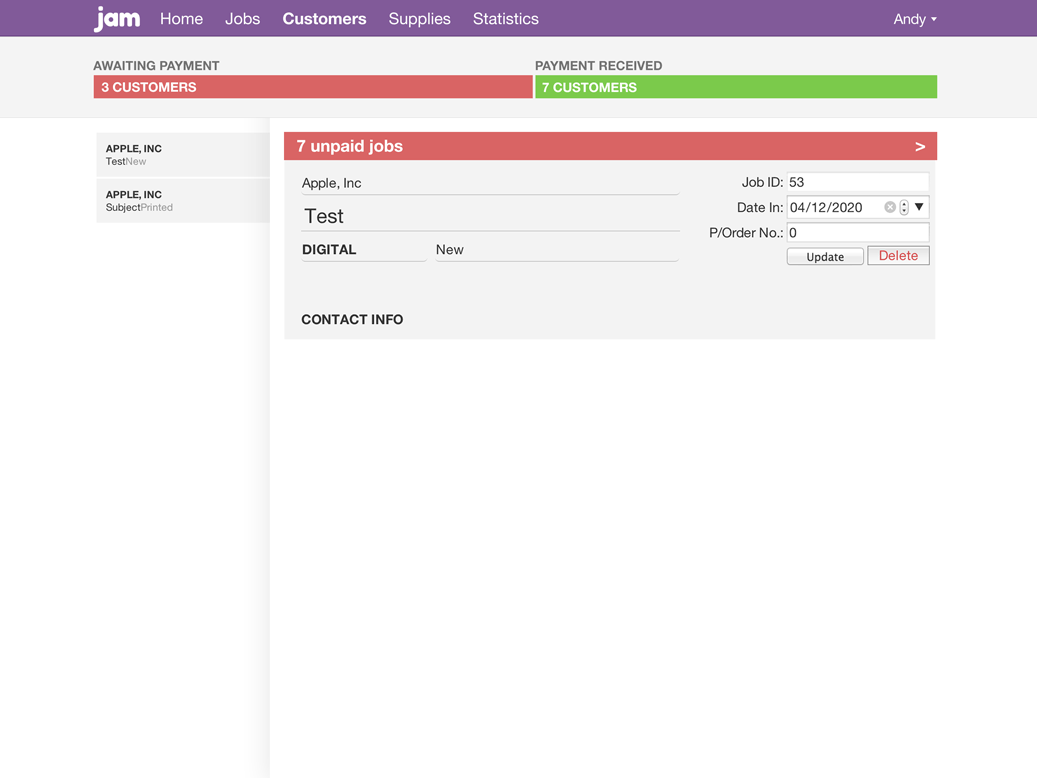 jam Home Jobs Customers Supplies Statistics Andy
AWAITING PAYMENT PAYMENT RECEIVED
3 CUSTOMERS 7 CUSTOMERS
APPLE, INC
TestNew
APPLE, INC
SubjectPrinted
7 unpaid jobs >
Apple, Inc
Test
DIGITAL New
CONTACT INFO
Job ID: 53
Date In: 04/12/2020
P/Order No.: 0
Update Delete